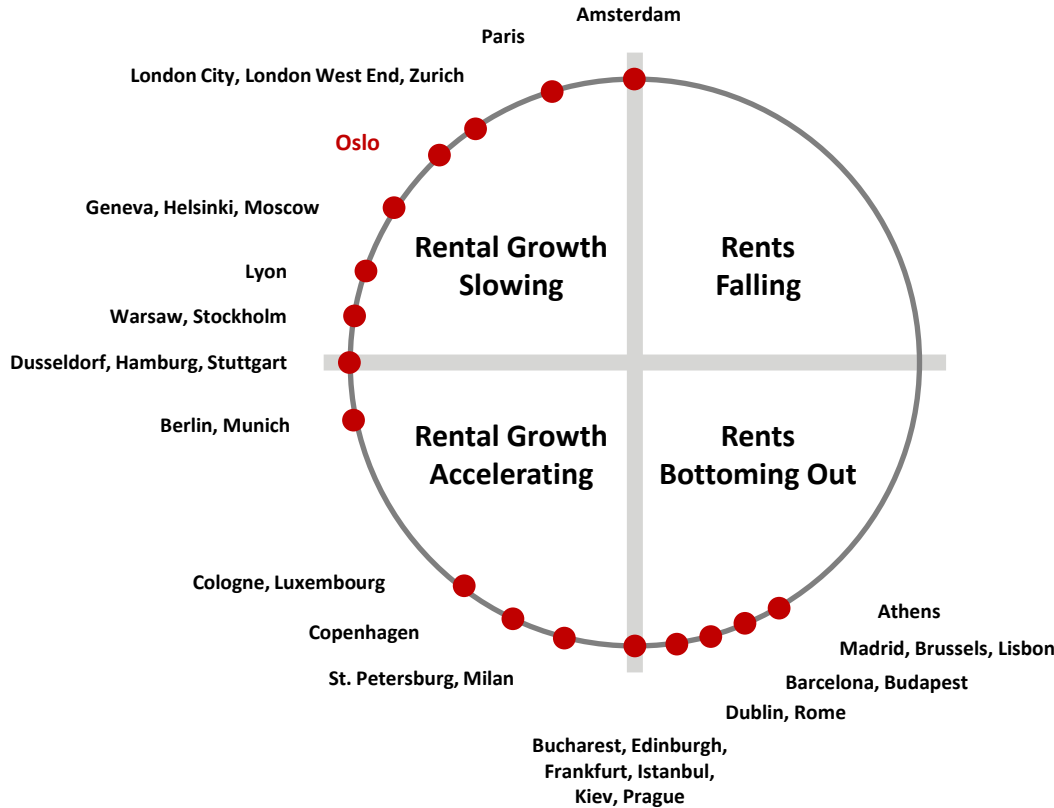 Amsterdam
Paris
London City, London West End, Zurich
Oslo
Geneva, Helsinki, Moscow
Rental Growth
Slowing
Rents
Falling
Lyon
Warsaw, Stockholm
Dusseldorf, Hamburg, Stuttgart
Berlin, Munich
Rental Growth
Accelerating
Rents
Bottoming Out
Cologne, Luxembourg
Copenhagen
St. Petersburg, Milan
Athens
Madrid, Brussels, Lisbon
Barcelona, Budapest
Dublin, Rome
Bucharest, Edinburgh,
Frankfurt, Istanbul,
Kiev, Prague